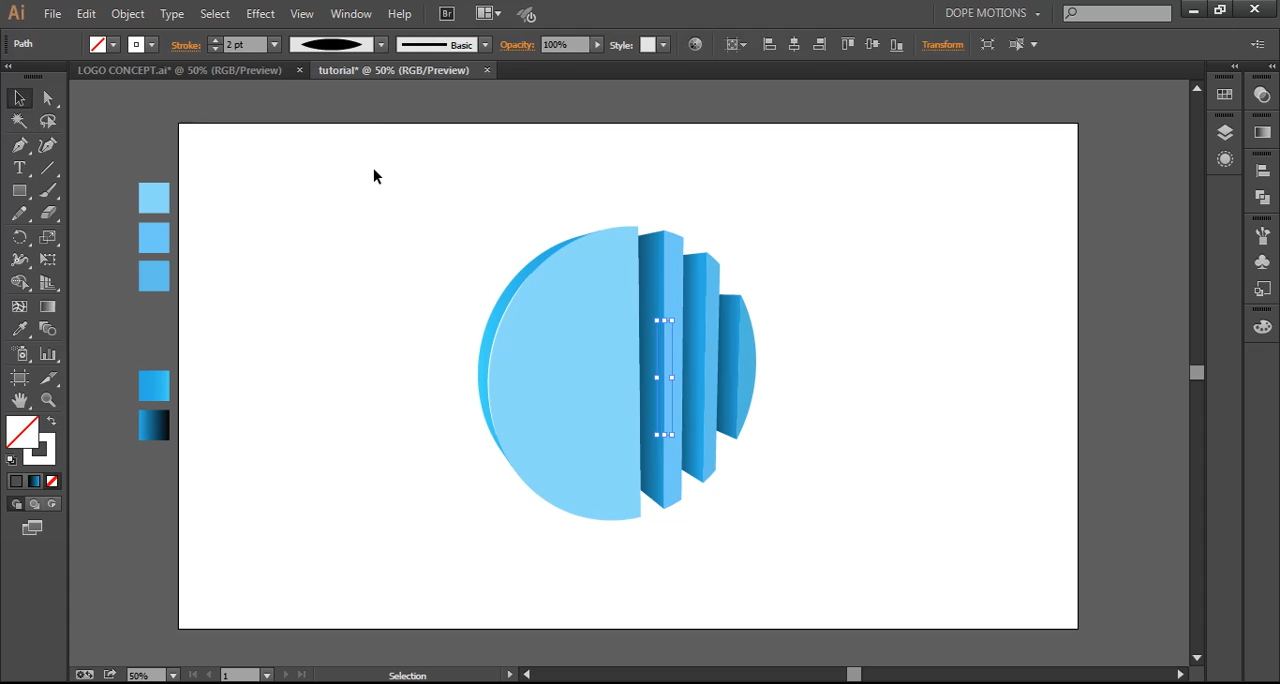 Ai File Edit Object Type Select Effect View Window Help Br DOPE MOTIONS
Path Stroke: 2 pt Basic Opacity: 100% Style: Transform
LOGO CONCEPT.ai* @ 50% (RGB/Preview) × tutorial* @ 50% (RGB/Preview) ×
T
50% 1 Selection